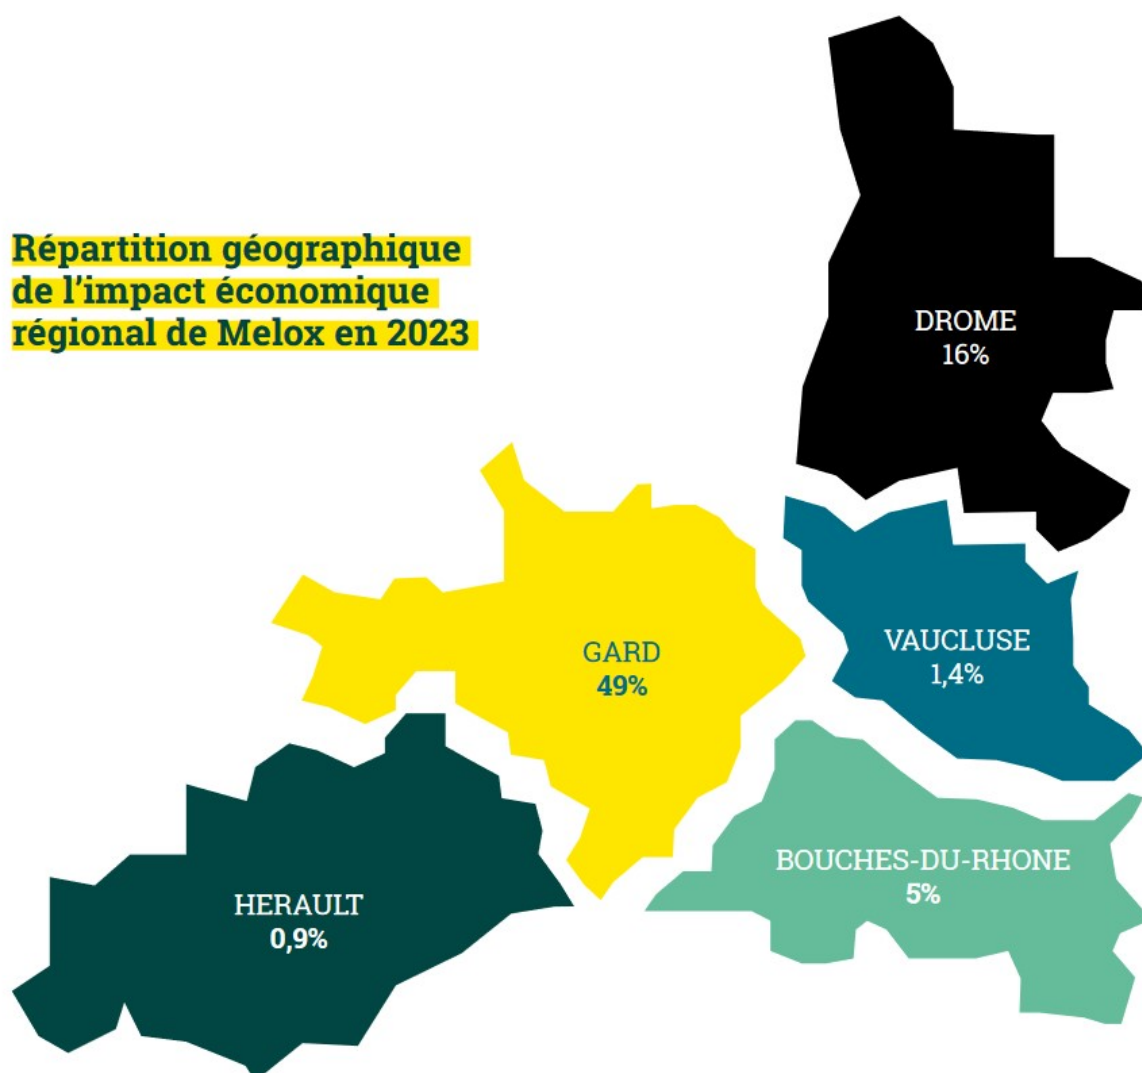 Répartition géographique
de l'impact économique
régional de Melox en 2023
DROME
16%
GARD
49%
VAUCLUSE
1,4%
BOUCHES-DU-RHONE
5%
HERAULT
0,9%